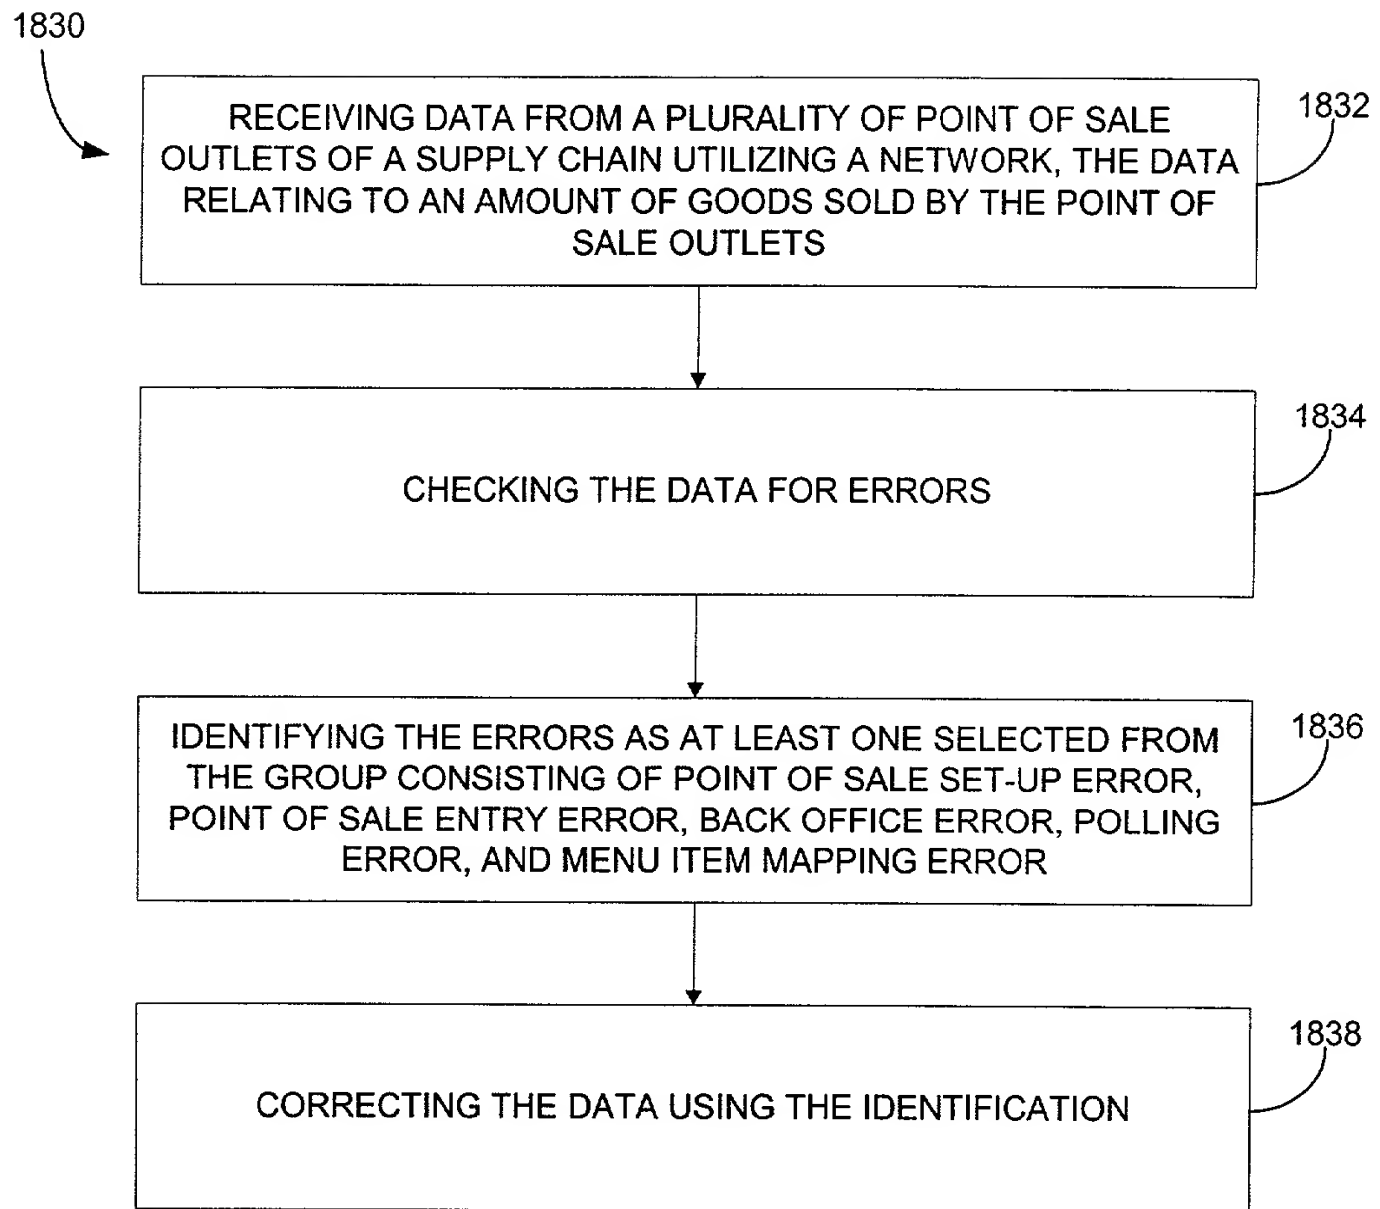 1830
1832
RECEIVING DATA FROM A PLURALITY OF POINT OF SALE
OUTLETS OF A SUPPLY CHAIN UTILIZING A NETWORK, THE DATA
RELATING TO AN AMOUNT OF GOODS SOLD BY THE POINT OF
SALE OUTLETS
1834
CHECKING THE DATA FOR ERRORS
1836
IDENTIFYING THE ERRORS AS AT LEAST ONE SELECTED FROM
THE GROUP CONSISTING OF POINT OF SALE SET-UP ERROR,
POINT OF SALE ENTRY ERROR, BACK OFFICE ERROR, POLLING
ERROR, AND MENU ITEM MAPPING ERROR
1838
CORRECTING THE DATA USING THE IDENTIFICATION